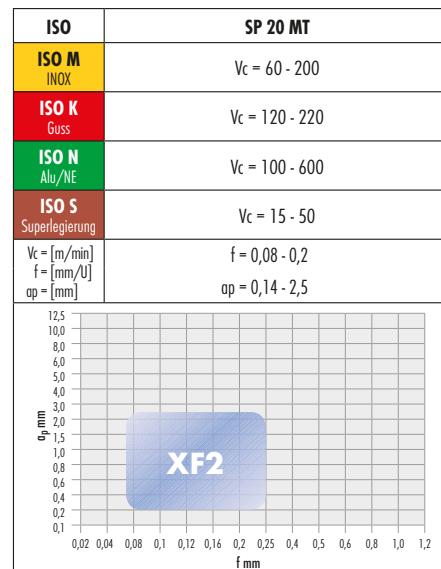 ISO SP 20 MT
ISO M
INOX
Vc = 60 - 200
ISO K
Guss
Vc = 120 - 220
ISO N
Alu/NE
Vc = 100 - 600
ISO S
Superlegierung
Vc = 15 - 50
Vc = [m/min]
f = [mm/U]
ap = [mm]
f = 0,08 - 0,2
ap = 0,14 - 2,5
12,5
10,0
8,0
6,0
5,0
4,0
3,0
2,0
1,5
1,0
0,8
0,6
0,4
0,2
0,1
ap mm
XF2
0,02 0,04 0,08 0,1 0,12 0,16 0,2 0,25 0,4 0,5 0,6 0,8 1,0 1,2
f mm